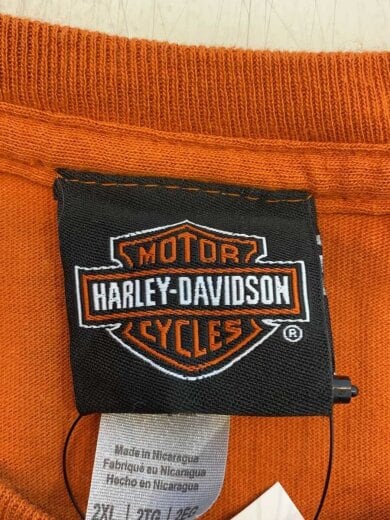 MOTOR
HARLEY-DAVIDSON
CYCLES
®
Made in Nicaragua
Fabriqué au Nicaragua
Hecho en Nicaragua
2XL | 2TG | 2EG